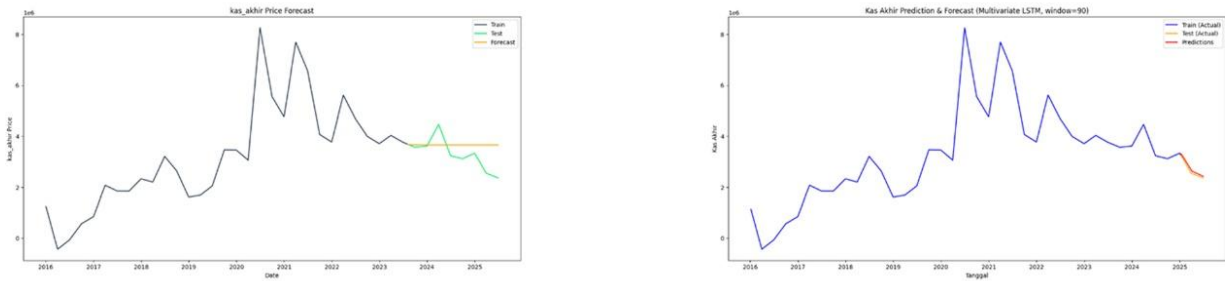 kas_akhir Price Forecast
1e6
Train
Test
Forecast
8
6
4
2
0
kas_akhir Price
2016 2017 2018 2019 2020 2021 2022 2023 2024 2025
Date
Kas Akhir Prediction & Forecast (Multivariate LSTM, window=90)
1e6
Train (Actual)
Test (Actual)
Predictions
8
6
4
2
0
Kas Akhir
2016 2017 2018 2019 2020 2021 2022 2023 2024 2025
Tanggal